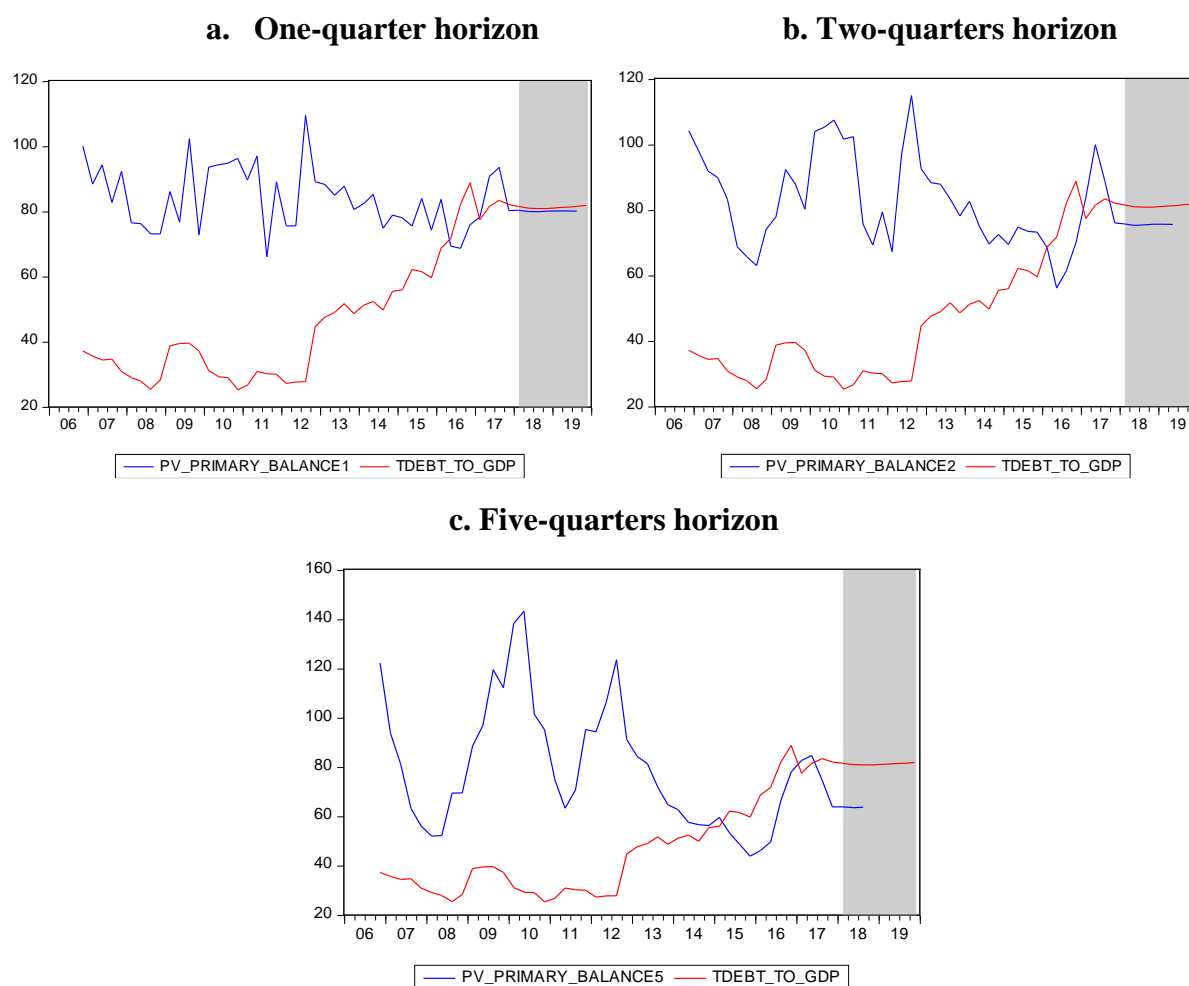 a. One-quarter horizon
120
100
80
60
40
20
06 07 08 09 10 11 12 13 14 15 16 17 18 19
PV_PRIMARY_BALANCE1 TDEBT_TO_GDP
b. Two-quarters horizon
120
100
80
60
40
20
06 07 08 09 10 11 12 13 14 15 16 17 18 19
PV_PRIMARY_BALANCE2 TDEBT_TO_GDP
c. Five-quarters horizon
160
140
120
100
80
60
40
20
06 07 08 09 10 11 12 13 14 15 16 17 18 19
PV_PRIMARY_BALANCE5 TDEBT_TO_GDP